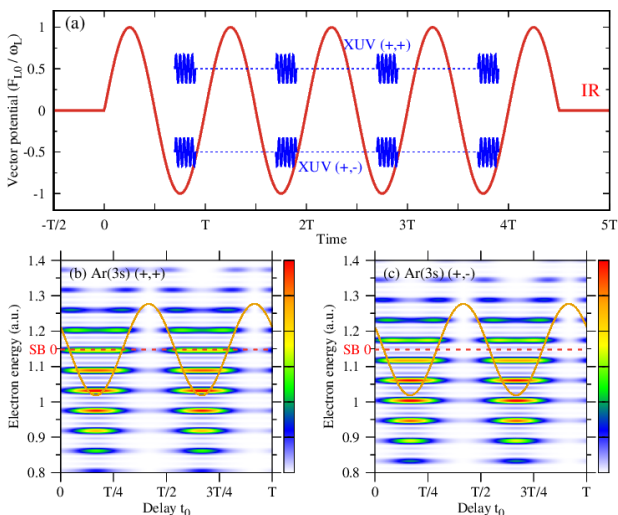 (a)
XUV (+,+)
IR
XUV (+,-)
Vector potential (F_L0 / ω_L)
1
0.5
0
-0.5
-1
-T/2 0 T 2T 3T 4T 5T
Time
(b) Ar(3s) (+,+)
Electron energy (a.u.)
1.4
1.3
1.2
SB 0
1.1
1
0.9
0.8
0 T/4 T/2 3T/4 T
Delay t_0
(c) Ar(3s) (+,-)
Electron energy (a.u.)
1.4
1.3
1.2
SB 0
1.1
1
0.9
0.8
0 T/4 T/2 3T/4 T
Delay t_0